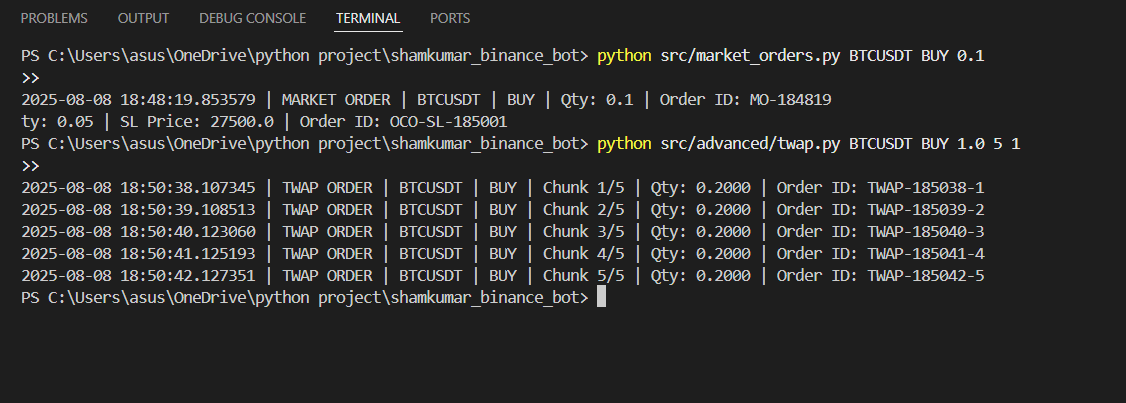 PROBLEMS OUTPUT DEBUG CONSOLE TERMINAL PORTS
PS C:\Users\asus\OneDrive\python project\shamkumar_binance_bot> python src/market_orders.py BTCUSDT BUY 0.1
>>
2025-08-08 18:48:19.853579 | MARKET ORDER | BTCUSDT | BUY | Qty: 0.1 | Order ID: MO-184819
ty: 0.05 | SL Price: 27500.0 | Order ID: OCO-SL-185001
PS C:\Users\asus\OneDrive\python project\shamkumar_binance_bot> python src/advanced/twap.py BTCUSDT BUY 1.0 5 1
>>
2025-08-08 18:50:38.107345 | TWAP ORDER | BTCUSDT | BUY | Chunk 1/5 | Qty: 0.2000 | Order ID: TWAP-185038-1
2025-08-08 18:50:39.108513 | TWAP ORDER | BTCUSDT | BUY | Chunk 2/5 | Qty: 0.2000 | Order ID: TWAP-185039-2
2025-08-08 18:50:40.123060 | TWAP ORDER | BTCUSDT | BUY | Chunk 3/5 | Qty: 0.2000 | Order ID: TWAP-185040-3
2025-08-08 18:50:41.125193 | TWAP ORDER | BTCUSDT | BUY | Chunk 4/5 | Qty: 0.2000 | Order ID: TWAP-185041-4
2025-08-08 18:50:42.127351 | TWAP ORDER | BTCUSDT | BUY | Chunk 5/5 | Qty: 0.2000 | Order ID: TWAP-185042-5
PS C:\Users\asus\OneDrive\python project\shamkumar_binance_bot>